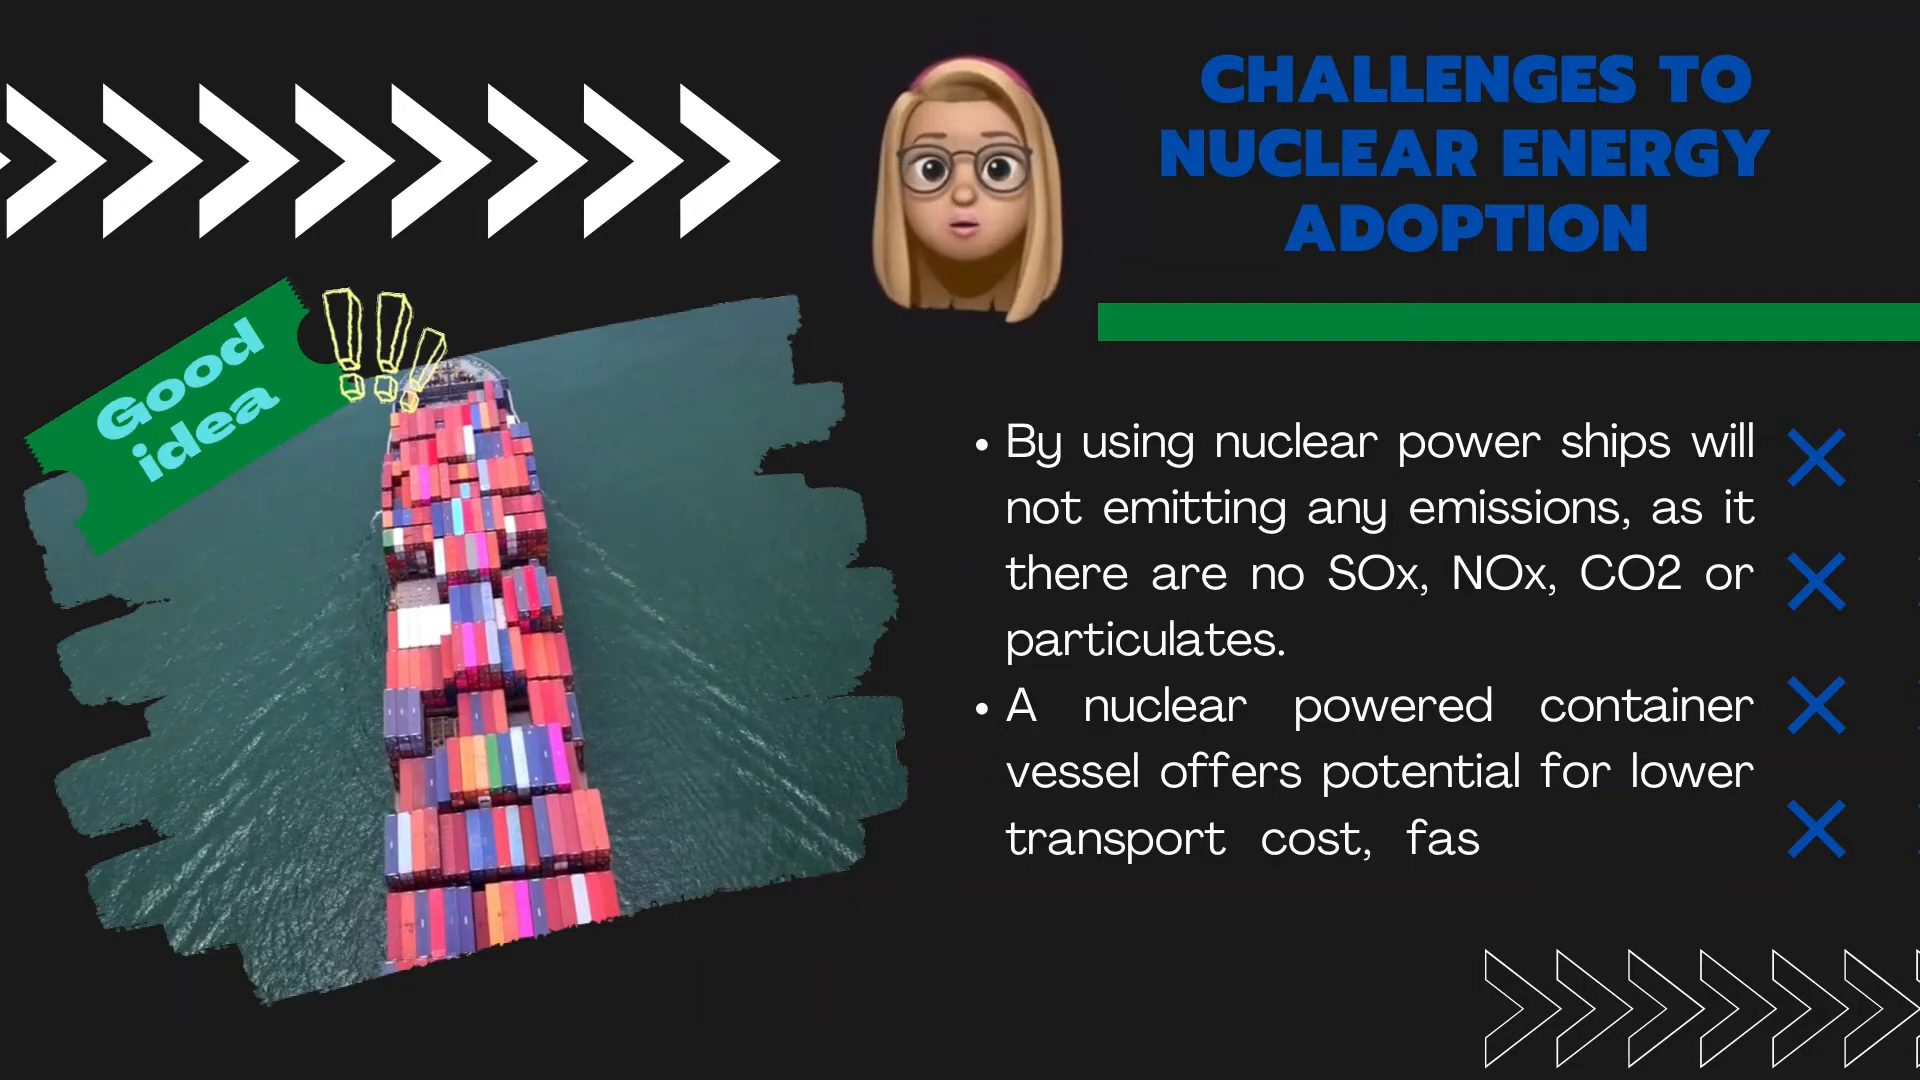 CHALLENGES TO
NUCLEAR ENERGY
ADOPTION
Good
idea
• By using nuclear power ships will
not emitting any emissions, as it
there are no SOx, NOx, CO2 or
particulates.
• A nuclear powered container
vessel offers potential for lower
transport cost, fas